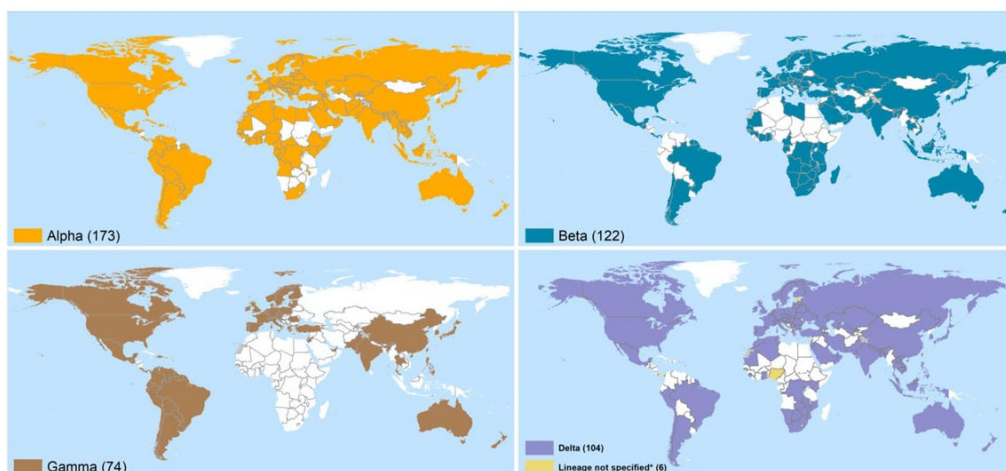 Alpha (173)
Beta (122)
Gamma (74)
Delta (104)
Lineage not specified* (6)